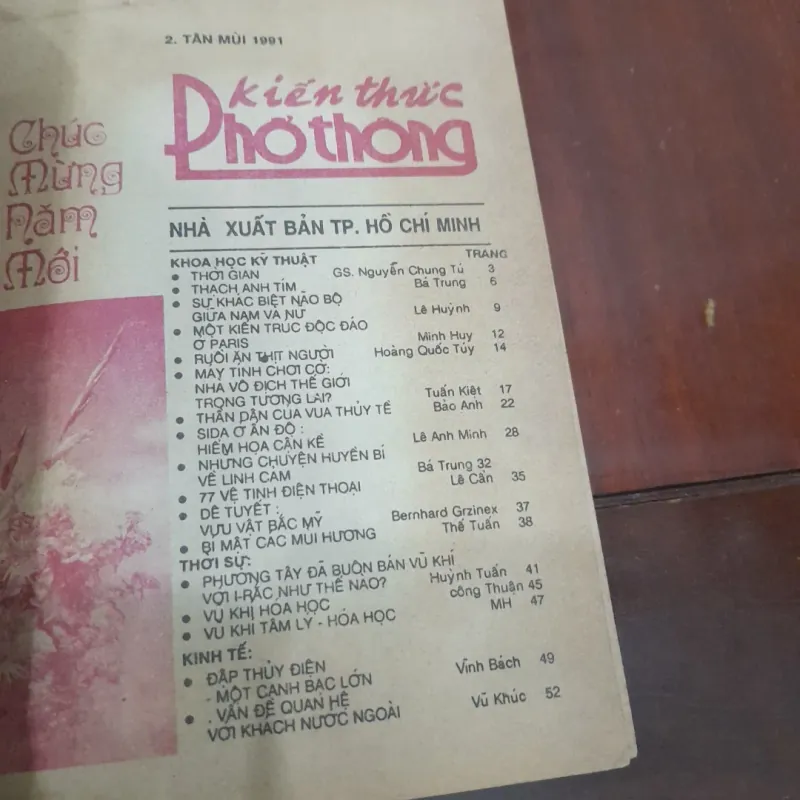 2. TÂN MÙI 1991
kiến thức
Phổ thông
Chúc
Mừng
Năm
Mới
NHÀ XUẤT BẢN TP. HỒ CHÍ MINH
TRANG
KHOA HỌC KỸ THUẬT
• THỜI GIAN GS. Nguyễn Chung Tú 3
• THẠCH ANH TÍM Bá Trung 6
• SỰ KHÁC BIỆT NÃO BỘ
GIỮA NAM VÀ NỮ Lê Huỳnh 9
• MỘT KIẾN TRÚC ĐỘC ĐÁO
Ở PARIS Minh Huy 12
• RUỒI ĂN THỊT NGƯỜI Hoàng Quốc Túy 14
• MÁY TÍNH CHƠI CỜ:
NHÀ VÔ ĐỊCH THẾ GIỚI
TRONG TƯƠNG LAI? Tuấn Kiệt 17
• THẦN DÂN CỦA VUA THỦY TỀ Bảo Anh 22
• SIDA Ở ẤN ĐỘ :
HIỂM HỌA CẬN KỀ Lê Anh Minh 28
• NHỮNG CHUYỆN HUYỀN BÍ
VỀ LINH CẢM Bá Trung 32
• 77 VỆ TINH ĐIỆN THOẠI Lê Cẩn 35
• DÊ TUYẾT :
VƯU VẬT BẮC MỸ Bernhard Grzinex 37
• BÍ MẬT CÁC MÙI HƯƠNG Thế Tuấn 38
THỜI SỰ:
• PHƯƠNG TÂY ĐÃ BUÔN BÁN VŨ KHÍ
VỚI I-RẮC NHƯ THẾ NÀO? Huỳnh Tuấn 41
• VŨ KHÍ HÓA HỌC công Thuận 45
• VŨ KHÍ TÂM LÝ - HÓA HỌC MH 47
KINH TẾ:
• ĐẬP THỦY ĐIỆN
- MỘT CANH BẠC LỚN Vĩnh Bách 49
• . VẤN ĐỀ QUAN HỆ
VỚI KHÁCH NƯỚC NGOÀI Vũ Khúc 52